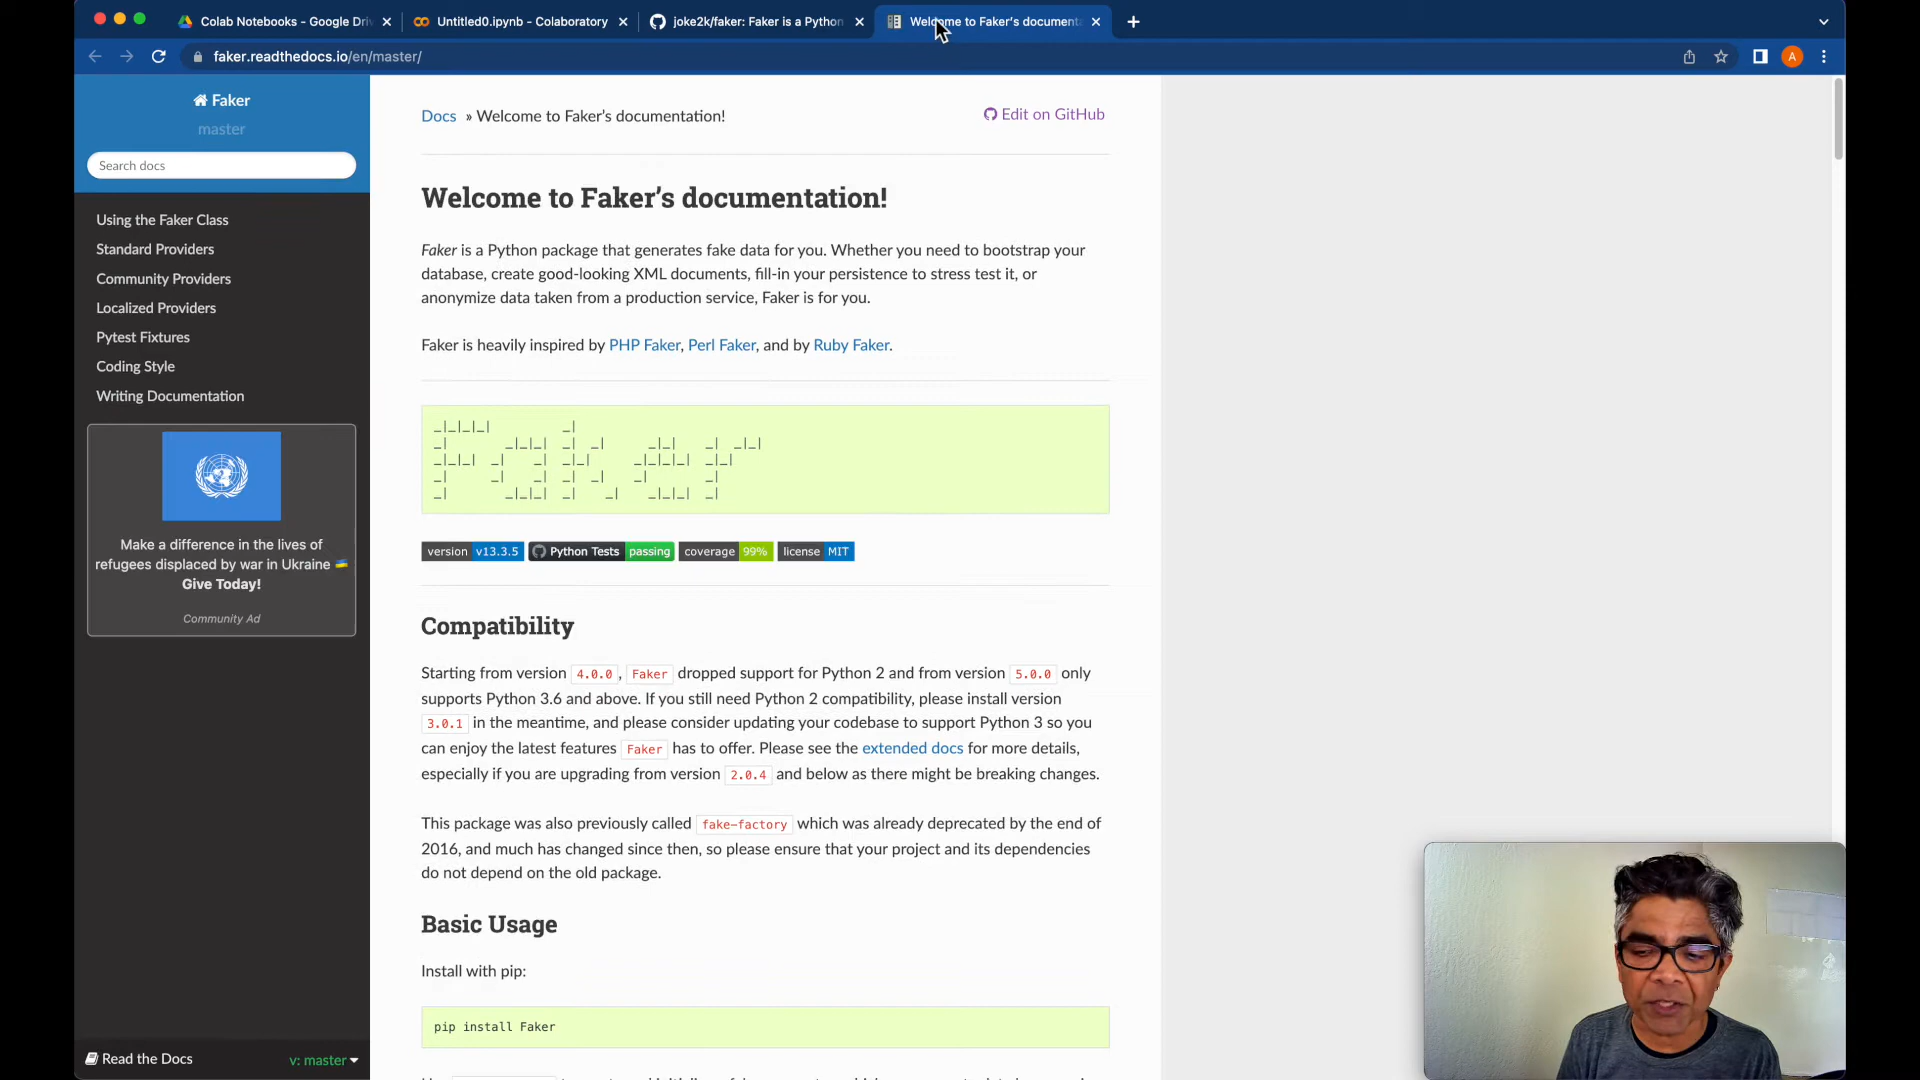 Colab Notebooks - Google Driv
Untitled0.ipynb - Colaboratory
joke2k/faker: Faker is a Python
Welcome to Faker's documenta
faker.readthedocs.io/en/master/
A
Faker
master
Search docs
Using the Faker Class
Standard Providers
Community Providers
Localized Providers
Pytest Fixtures
Coding Style
Writing Documentation
Make a difference in the lives of
refugees displaced by war in Ukraine
Give Today!
Community Ad
Read the Docs
v: master
Docs » Welcome to Faker's documentation!
Edit on GitHub
Welcome to Faker's documentation!
Faker is a Python package that generates fake data for you. Whether you need to bootstrap your
database, create good-looking XML documents, fill-in your persistence to stress test it, or
anonymize data taken from a production service, Faker is for you.
Faker is heavily inspired by PHP Faker, Perl Faker, and by Ruby Faker.
Faker
version v13.3.5 Python Tests passing coverage 99% license MIT
Compatibility
Starting from version 4.0.0, Faker dropped support for Python 2 and from version 5.0.0 only
supports Python 3.6 and above. If you still need Python 2 compatibility, please install version
3.0.1 in the meantime, and please consider updating your codebase to support Python 3 so you
can enjoy the latest features Faker has to offer. Please see the extended docs for more details,
especially if you are upgrading from version 2.0.4 and below as there might be breaking changes.
This package was also previously called fake-factory which was already deprecated by the end of
2016, and much has changed since then, so please ensure that your project and its dependencies
do not depend on the old package.
Basic Usage
Install with pip:
pip install Faker